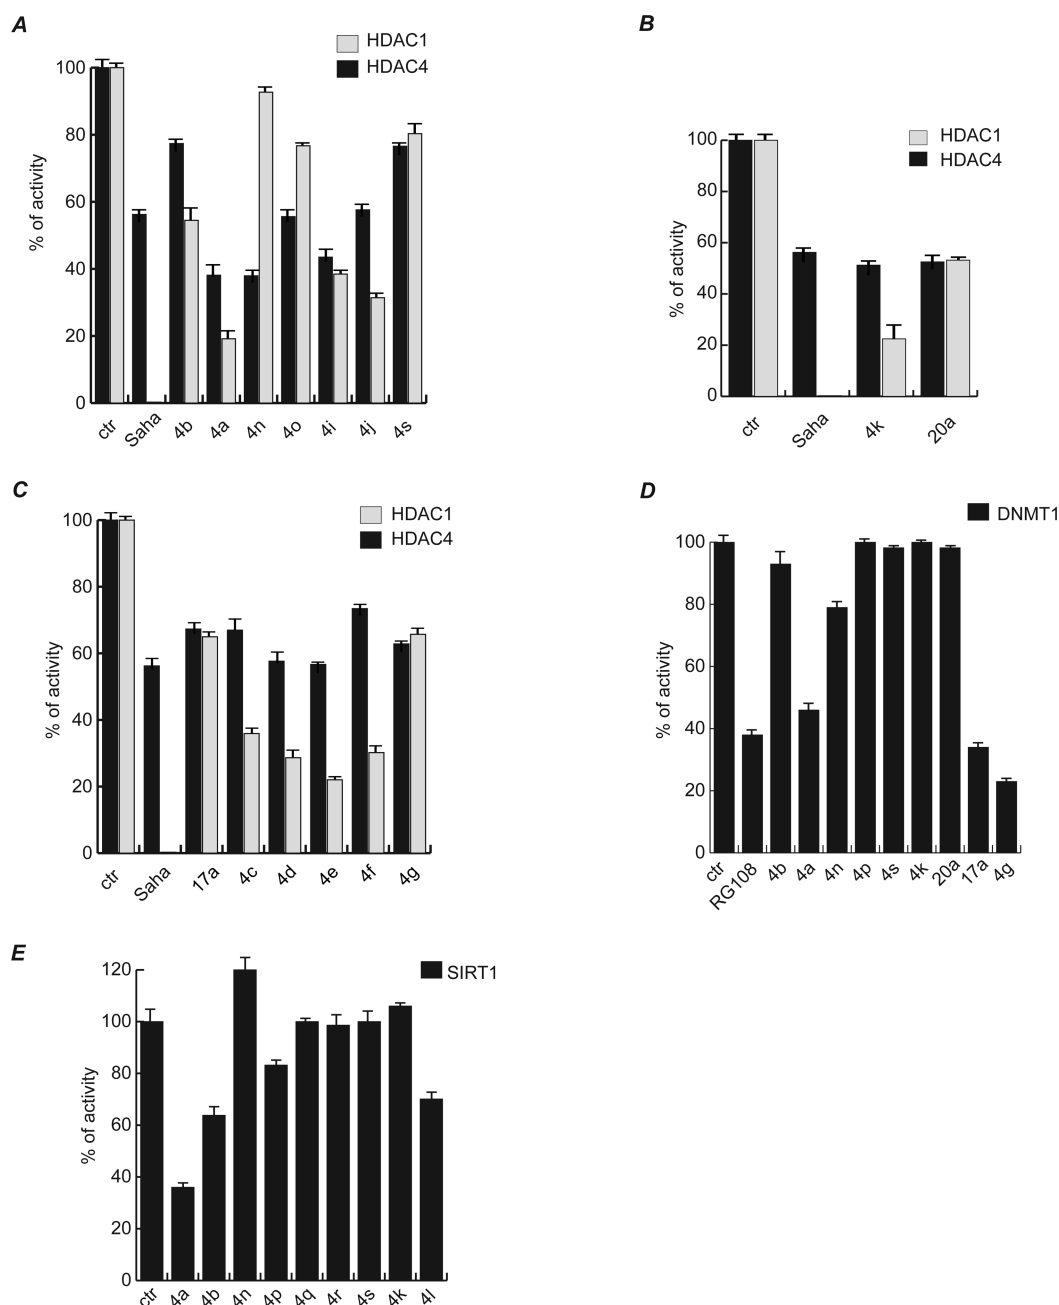 A
HDAC1
HDAC4
100
80
60
40
20
0
% of activity
ctr Saha 4b 4a 4n 4o 4i 4j 4s
B
HDAC1
HDAC4
100
80
60
40
20
0
% of activity
ctr Saha 4k 20a
C
HDAC1
HDAC4
100
80
60
40
20
0
% of activity
ctr Saha 17a 4c 4d 4e 4f 4g
D
DNMT1
100
80
60
40
20
0
% of activity
ctr RG108 4b 4a 4n 4p 4s 4k 20a 17a 4g
E
SIRT1
120
100
80
60
40
20
0
% of activity
ctr 4a 4b 4n 4p 4q 4r 4s 4k 4l